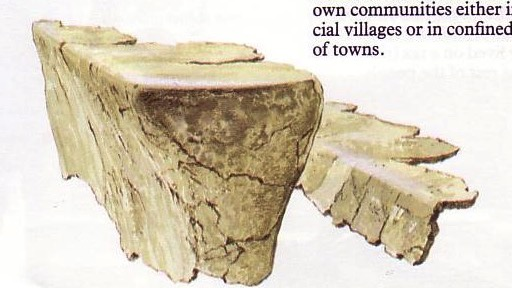 own communities either i
cial villages or in confined
of towns.